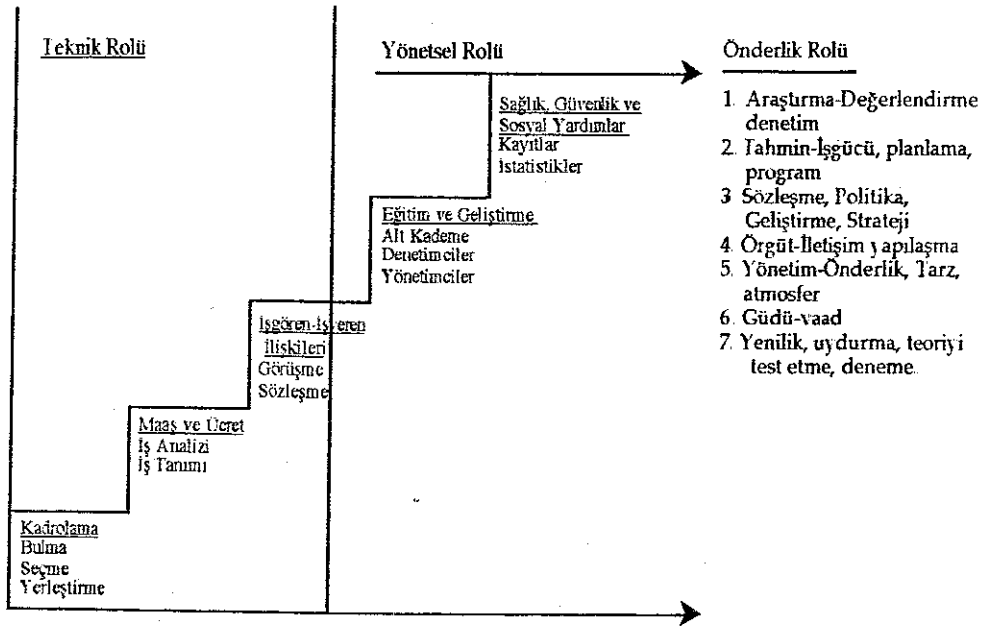 Teknik Rolü
Yönetsel Rolü
Önderlik Rolü
Sağlık, Güvenlik ve
Sosyal Yardımlar
Kayıtlar
İstatistikler
Eğitim ve Geliştirme
Alt Kademe
Denetimciler
Yönetimciler
İşgören-İşveren
İlişkileri
Görüşme
Sözleşme
Maaş ve Ücret
İş Analizi
İş Tanımı
Kadrolama
Bulma
Seçme
Yerleştirme
1. Araştırma-Değerlendirme
denetim
2. Tahmin-İşgücü, planlama,
program
3 Sözleşme, Politika,
Geliştirme, Strateji
4. Örgüt-İletişim yapılaşma
5. Yönetim-Önderlik, Tarz,
atmosfer
6. Güdü-vaad
7. Yenilik, uydurma, teoriyi
test etme, deneme.